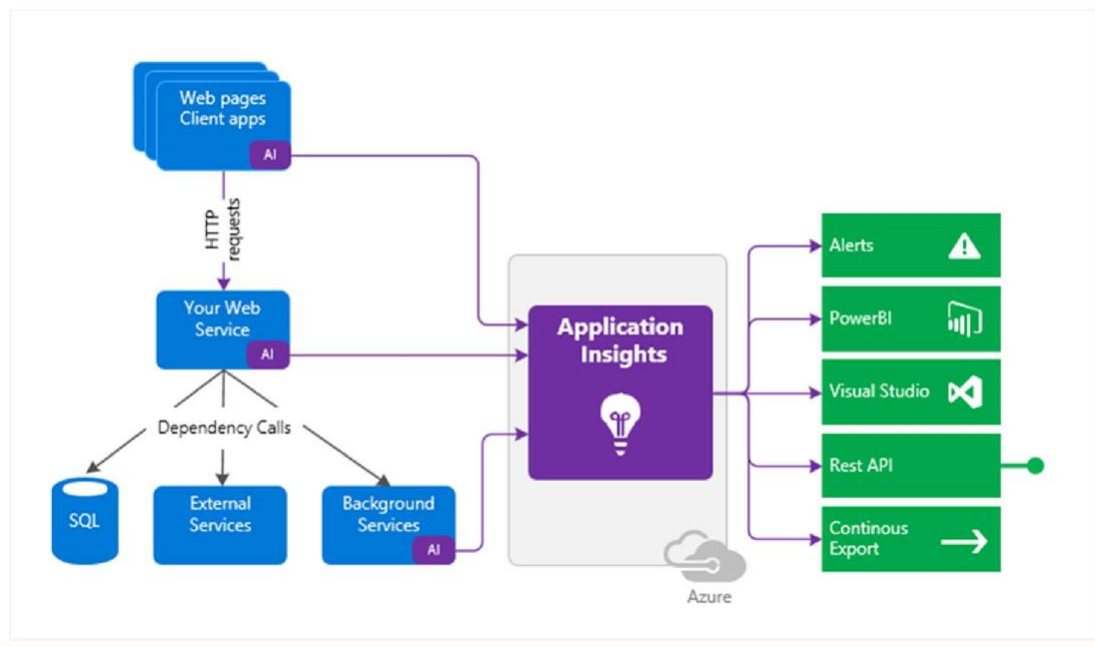 Web pages
Client apps
AI
HTTP
requests
Your Web
Service
AI
Dependency Calls
SQL
External
Services
Background
Services
AI
Application
Insights
Azure
Alerts
PowerBI
Visual Studio
Rest API
Continous
Export